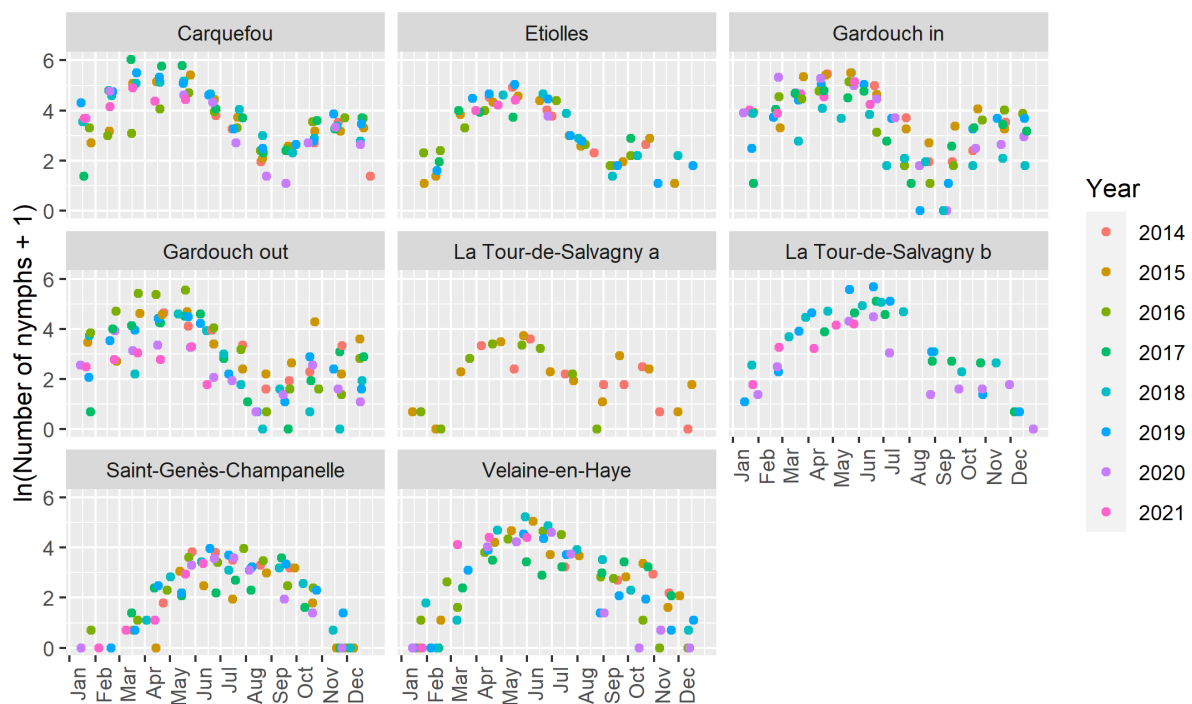 Carquefou
Etiolles
Gardouch in
6
4
2
0
Gardouch out
La Tour-de-Salvagny a
La Tour-de-Salvagny b
6
4
2
0
Jan Feb Mar Apr May Jun Jul Aug Sep Oct Nov Dec
Saint-Genès-Champanelle
Velaine-en-Haye
6
4
2
0
Jan Feb Mar Apr May Jun Jul Aug Sep Oct Nov Dec
Jan Feb Mar Apr May Jun Jul Aug Sep Oct Nov Dec
ln(Number of nymphs + 1)
Year
2014
2015
2016
2017
2018
2019
2020
2021